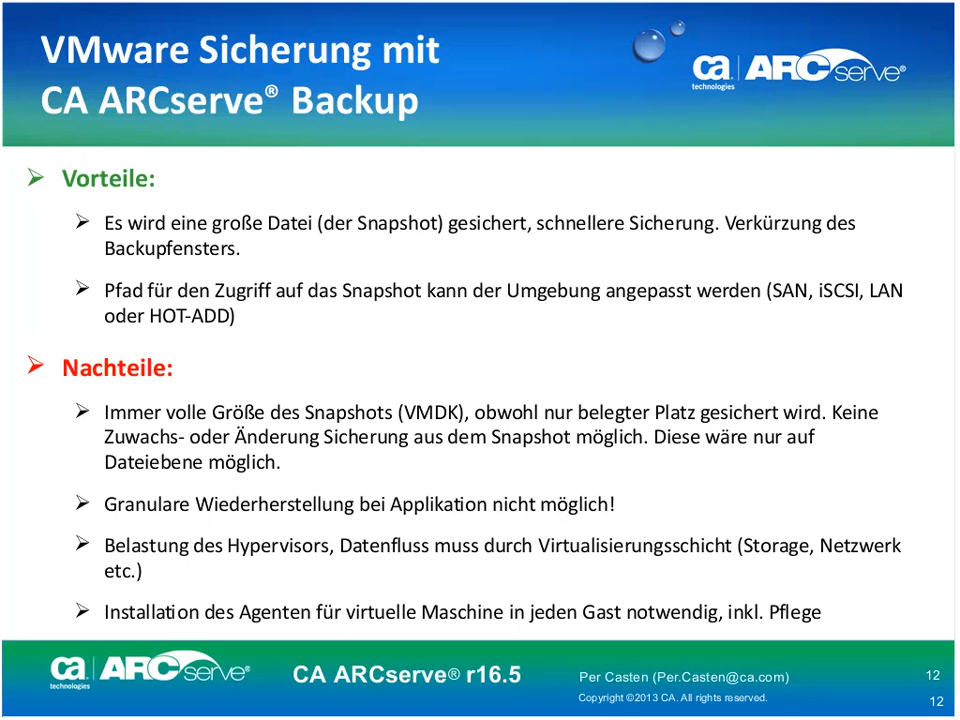 VMware Sicherung mit
CA ARCserve® Backup
ca technologies | ARCserve®
Vorteile:
Es wird eine große Datei (der Snapshot) gesichert, schnellere Sicherung. Verkürzung des
Backupfensters.
Pfad für den Zugriff auf das Snapshot kann der Umgebung angepasst werden (SAN, iSCSI, LAN
oder HOT-ADD)
Nachteile:
Immer volle Größe des Snapshots (VMDK), obwohl nur belegter Platz gesichert wird. Keine
Zuwachs- oder Änderung Sicherung aus dem Snapshot möglich. Diese wäre nur auf
Dateiebene möglich.
Granulare Wiederherstellung bei Applikation nicht möglich!
Belastung des Hypervisors, Datenfluss muss durch Virtualisierungsschicht (Storage, Netzwerk
etc.)
Installation des Agenten für virtuelle Maschine in jeden Gast notwendig, inkl. Pflege
ca technologies | ARCserve®
CA ARCserve® r16.5
Per Casten (Per.Casten@ca.com)
12
Copyright ©2013 CA. All rights reserved.
12